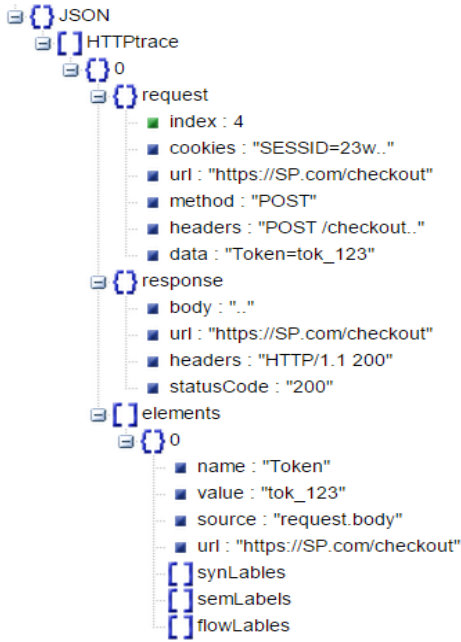 JSON
HTTPtrace
0
request
index : 4
cookies : "SESSID=23w.."
url : "https://SP.com/checkout"
method : "POST"
headers : "POST /checkout.."
data : "Token=tok_123"
response
body : ".."
url : "https://SP.com/checkout"
headers : "HTTP/1.1 200"
statusCode : "200"
elements
0
name : "Token"
value : "tok_123"
source : "request.body"
url : "https://SP.com/checkout"
synLables
semLabels
flowLables